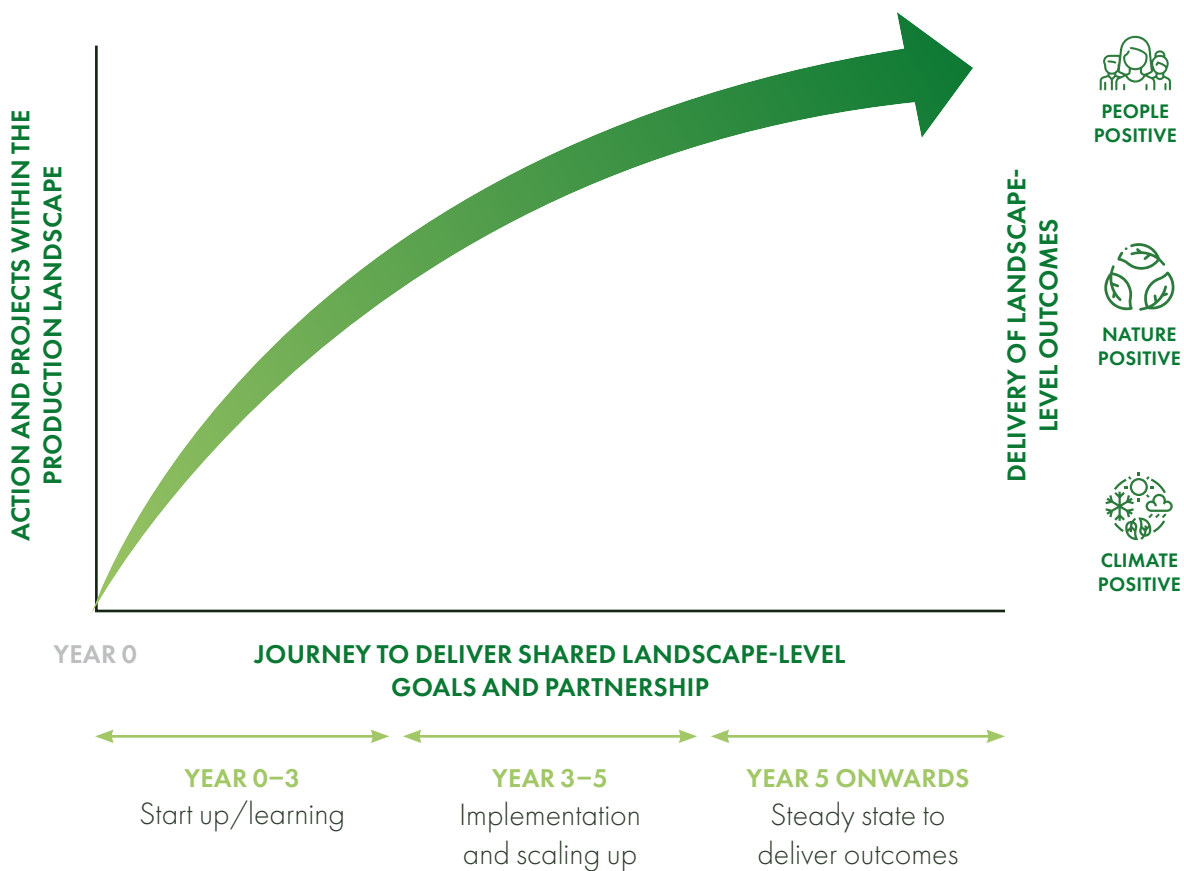 ACTION AND PROJECTS WITHIN THE
PRODUCTION LANDSCAPE
DELIVERY OF LANDSCAPE-
LEVEL OUTCOMES
PEOPLE
POSITIVE
NATURE
POSITIVE
CLIMATE
POSITIVE
YEAR 0
JOURNEY TO DELIVER SHARED LANDSCAPE-LEVEL
GOALS AND PARTNERSHIP
YEAR 0–3
Start up/learning
YEAR 3–5
Implementation
and scaling up
YEAR 5 ONWARDS
Steady state to
deliver outcomes